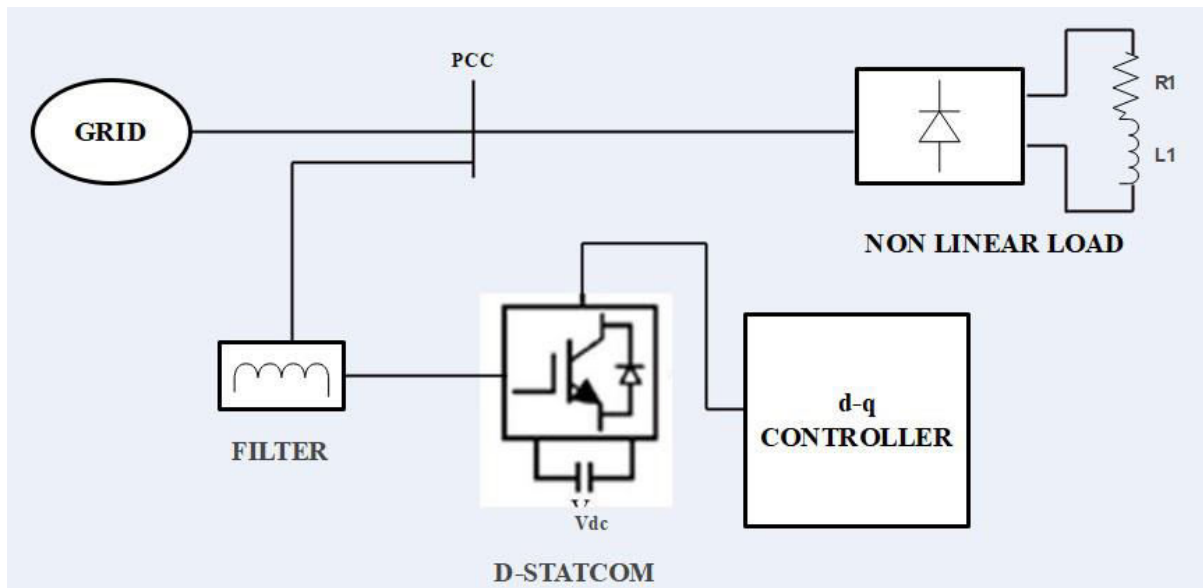 PCC
GRID
R1
L1
NON LINEAR LOAD
d-q
CONTROLLER
FILTER
Vdc
D-STATCOM